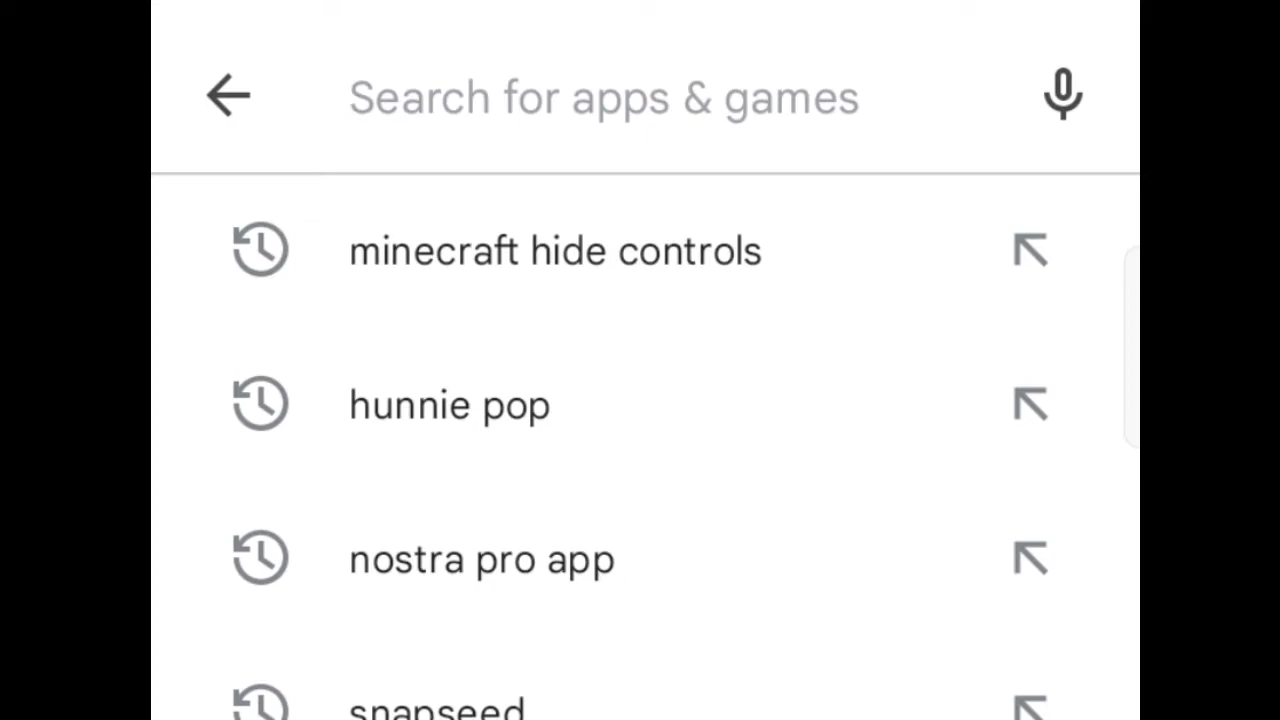 Search for apps & games
minecraft hide controls
hunnie pop
nostra pro app
snapseed